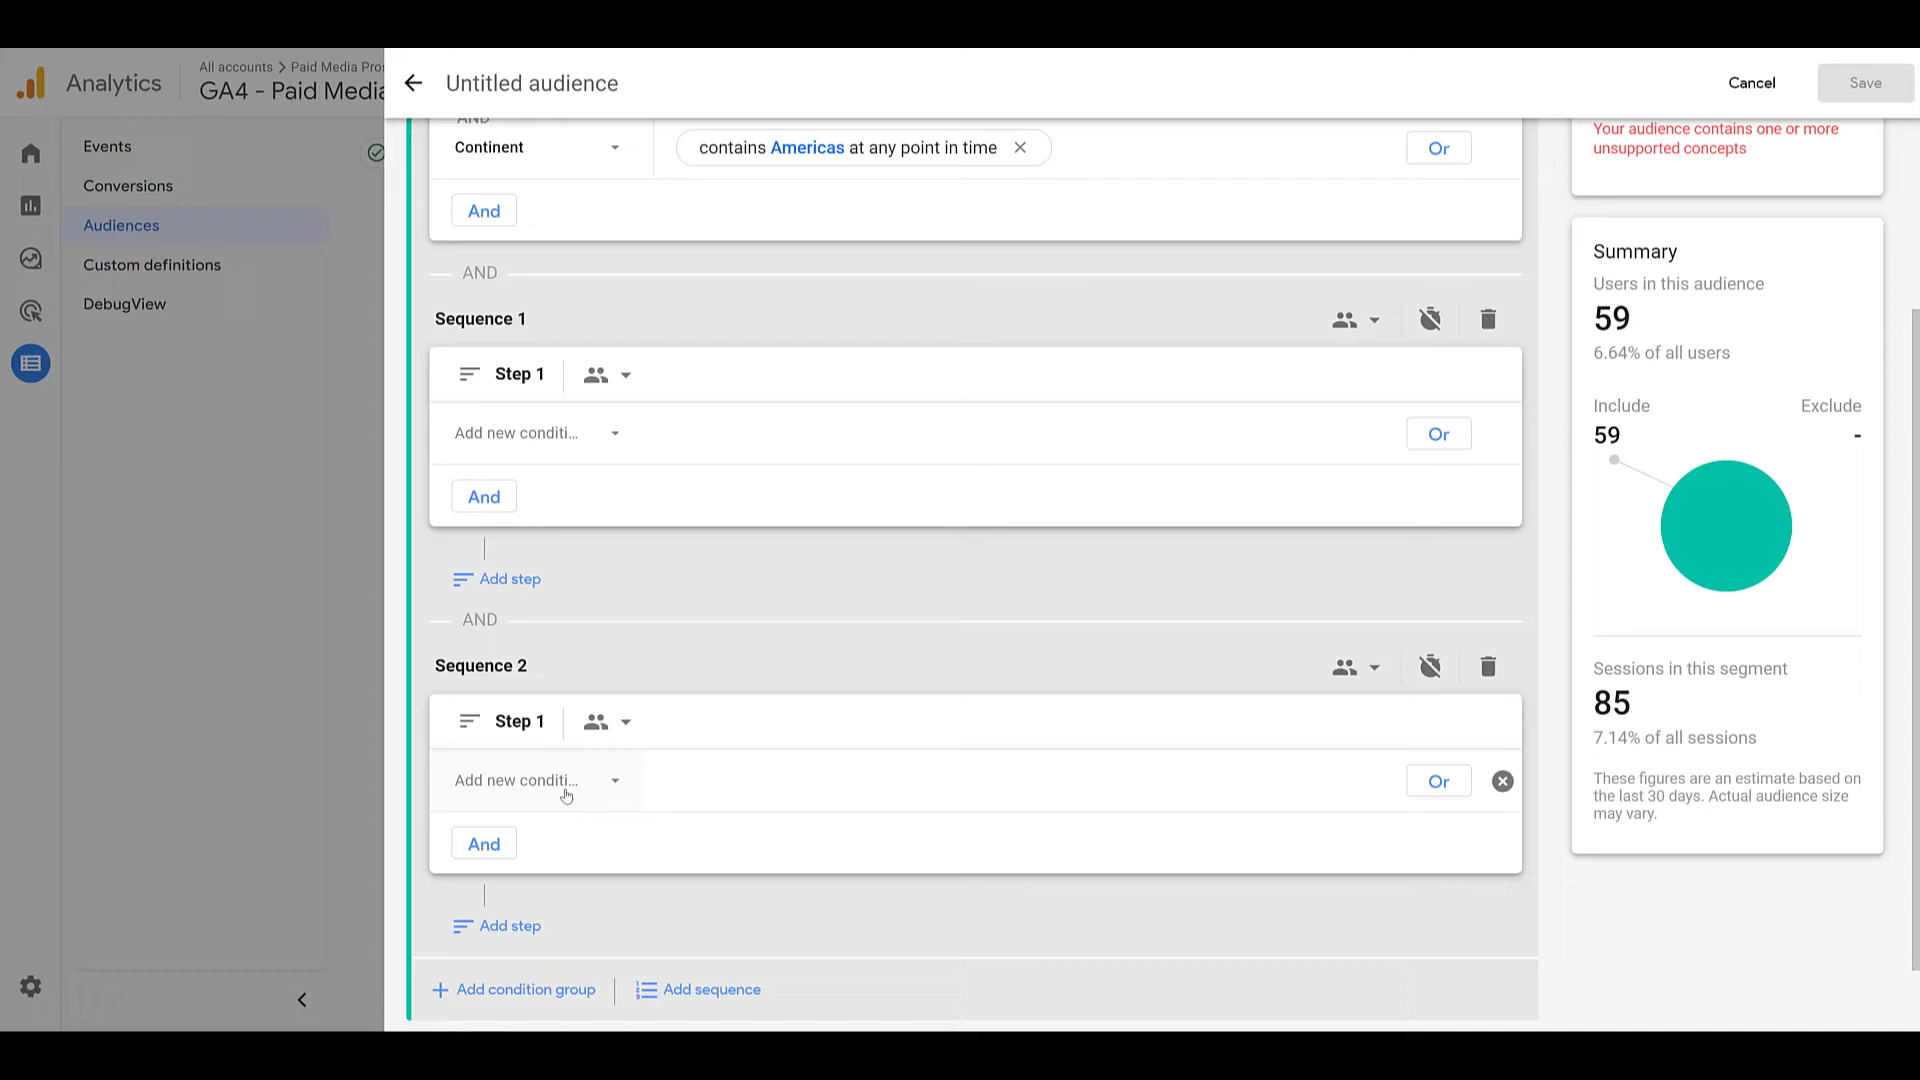 Analytics
All accounts > Paid Media Pro
GA4 - Paid Media
Untitled audience
Cancel
Save
Events
Conversions
Audiences
Custom definitions
DebugView
AND
Continent
contains Americas at any point in time
Or
And
AND
Sequence 1
Step 1
Add new conditi...
Or
And
Add step
AND
Sequence 2
Step 1
Add new conditi...
Or
And
Add step
Add condition group
Add sequence
Your audience contains one or more
unsupported concepts
Summary
Users in this audience
59
6.64% of all users
Include
Exclude
59
-
Sessions in this segment
85
7.14% of all sessions
These figures are an estimate based on
the last 30 days. Actual audience size
may vary.